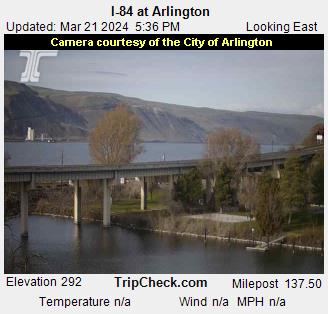 I-84 at Arlington
Updated: Mar 21 2024 5:36 PM Looking East
Camera courtesy of the City of Arlington
Elevation 292 TripCheck.com Milepost 137.50
Temperature n/a Wind n/a MPH n/a